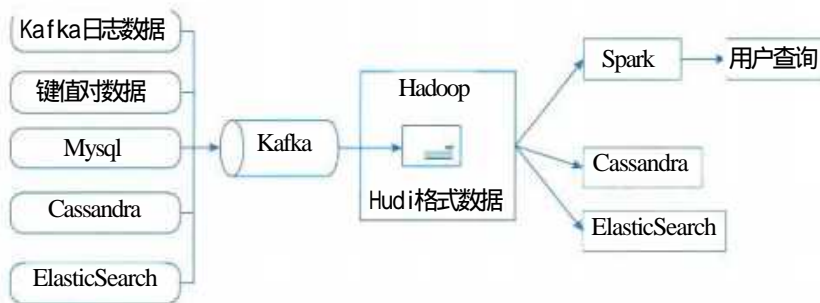 Kafka日志数据
键值对数据
Mysql
Cassandra
ElasticSearch
Kafka
Hadoop
Hudi格式数据
Spark
用户查询
Cassandra
ElasticSearch